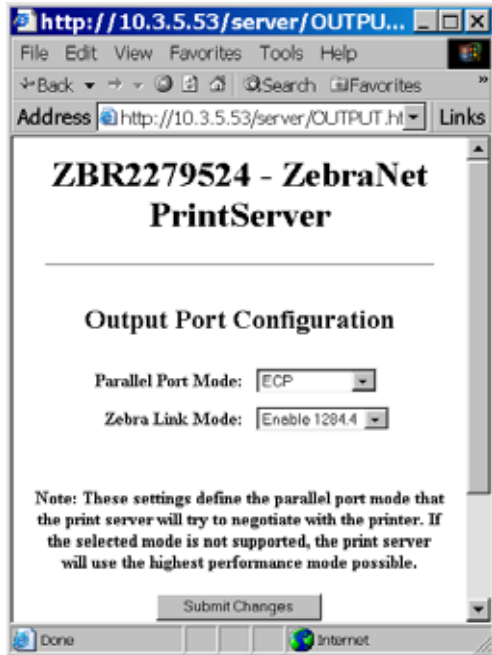 http://10.3.5.53/server/OUTPU...
File Edit View Favorites Tools Help
Back Search Favorites »
Address http://10.3.5.53/server/OUTPUT.ht Links
ZBR2279524 - ZebraNet
PrintServer
Output Port Configuration
Parallel Port Mode: ECP
Zebra Link Mode: Enable 1284.4
Note: These settings define the parallel port mode that
the print server will try to negotiate with the printer. If
the selected mode is not supported, the print server
will use the highest performance mode possible.
Submit Changes
Done Internet